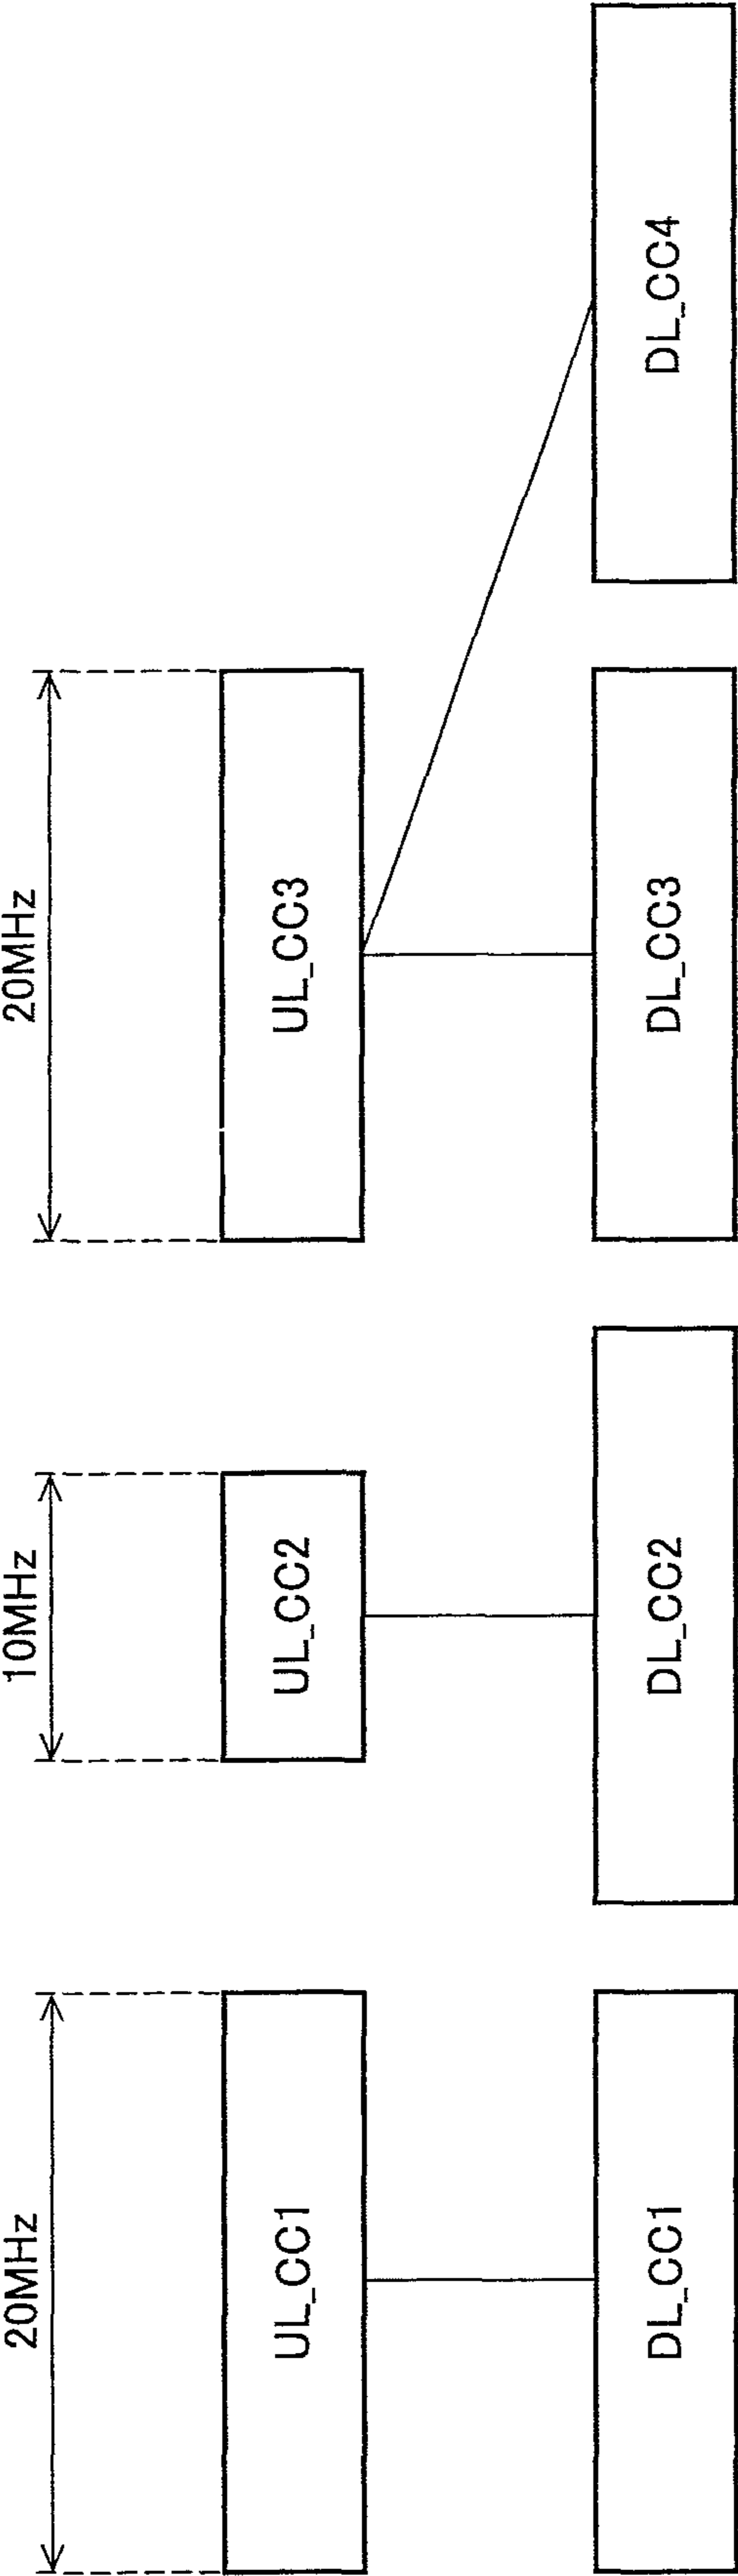 20MHz
10MHz
20MHz
UL_CC1
UL_CC2
UL_CC3
DL_CC1
DL_CC2
DL_CC3
DL_CC4